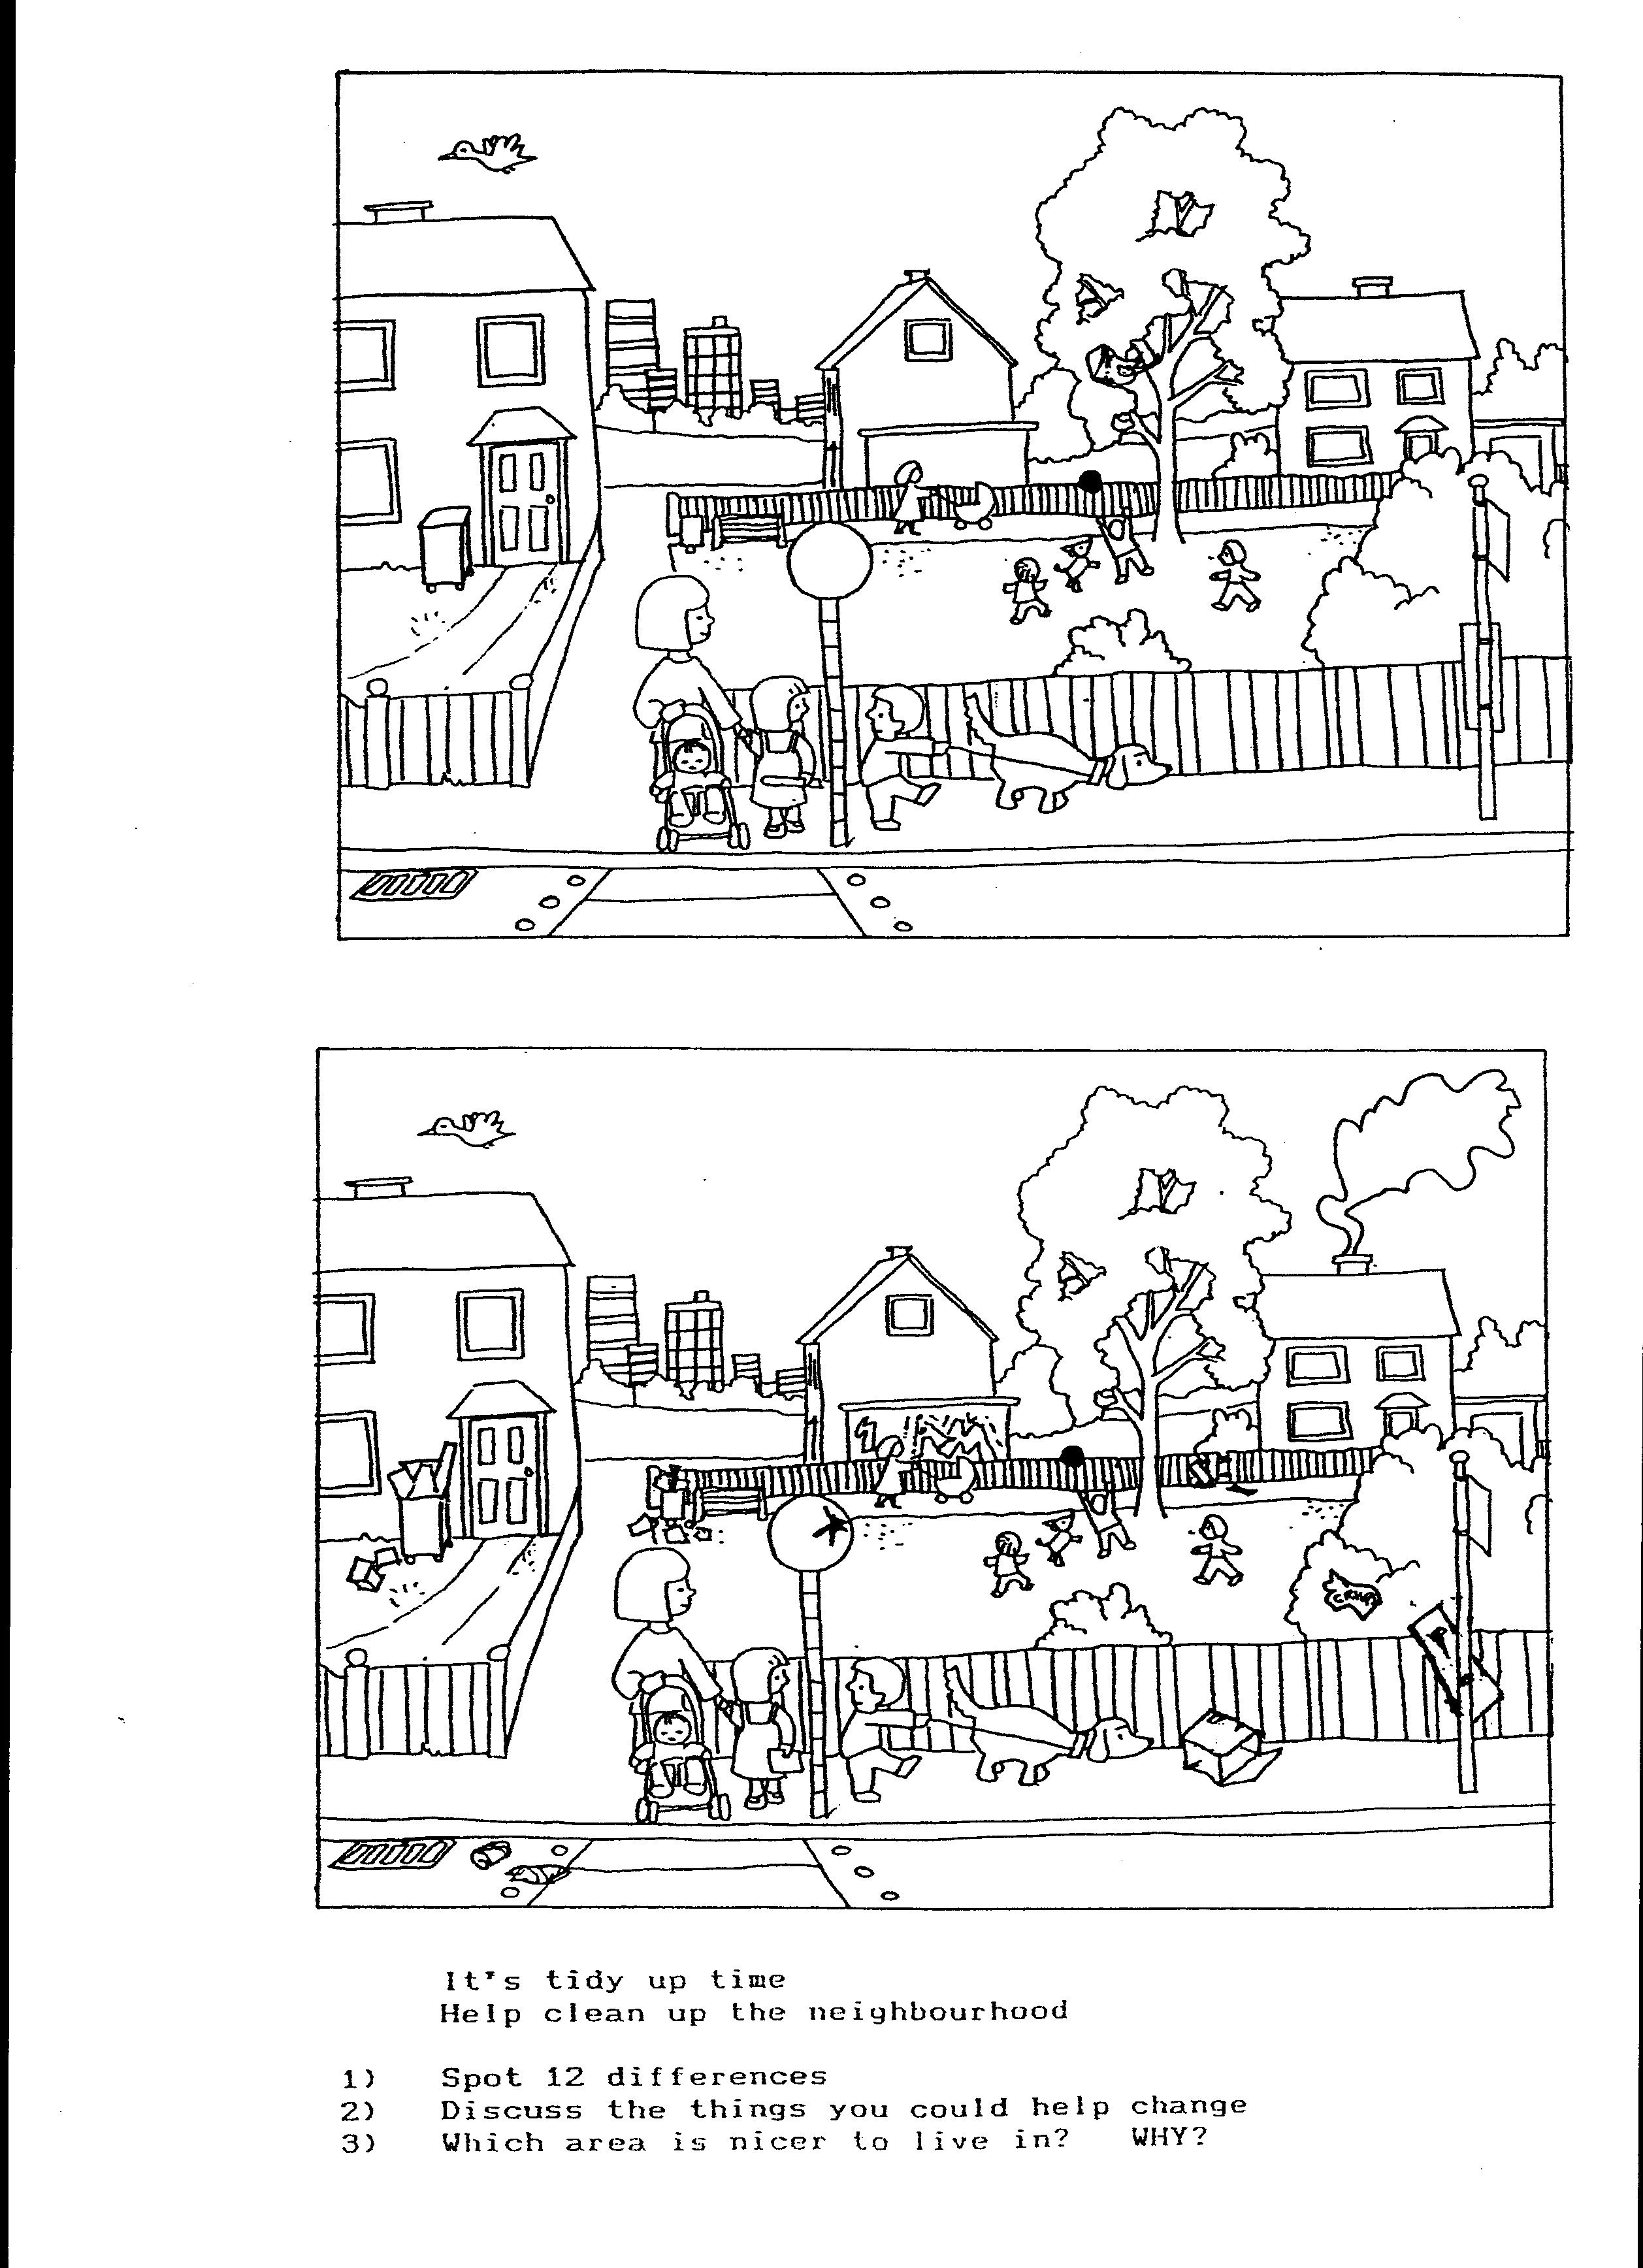 It's tidy up time
Help clean up the neighbourhood
1) Spot 12 differences
2) Discuss the things you could help change
3) Which area is nicer to live in? WHY?